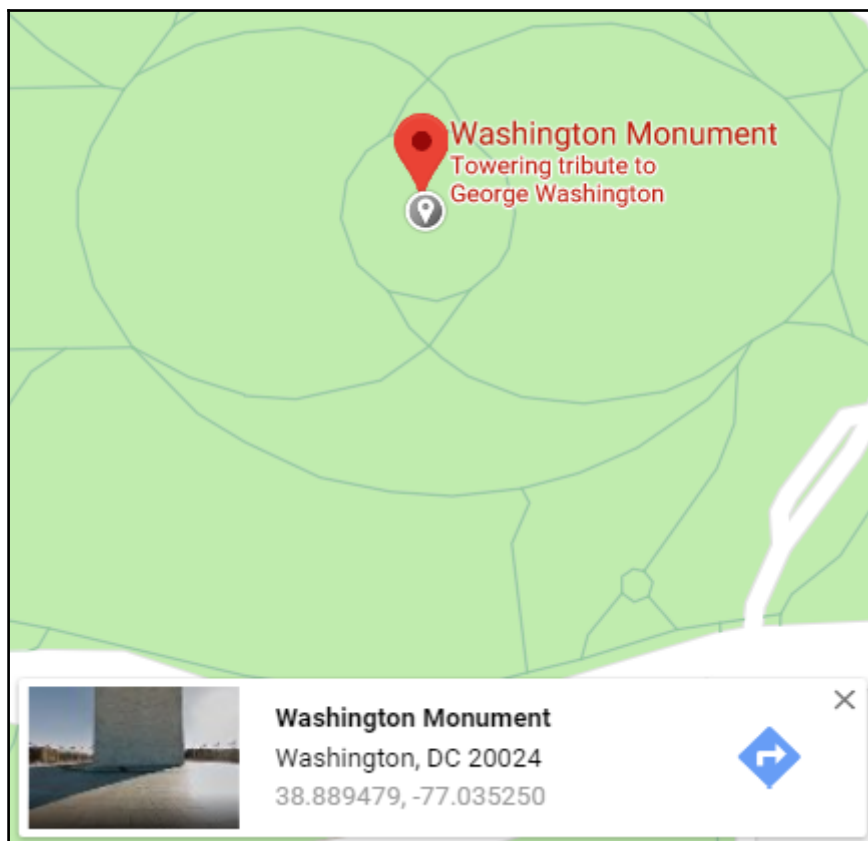 Washington Monument
Towering tribute to
George Washington
Washington Monument
Washington, DC 20024
38.889479, -77.035250